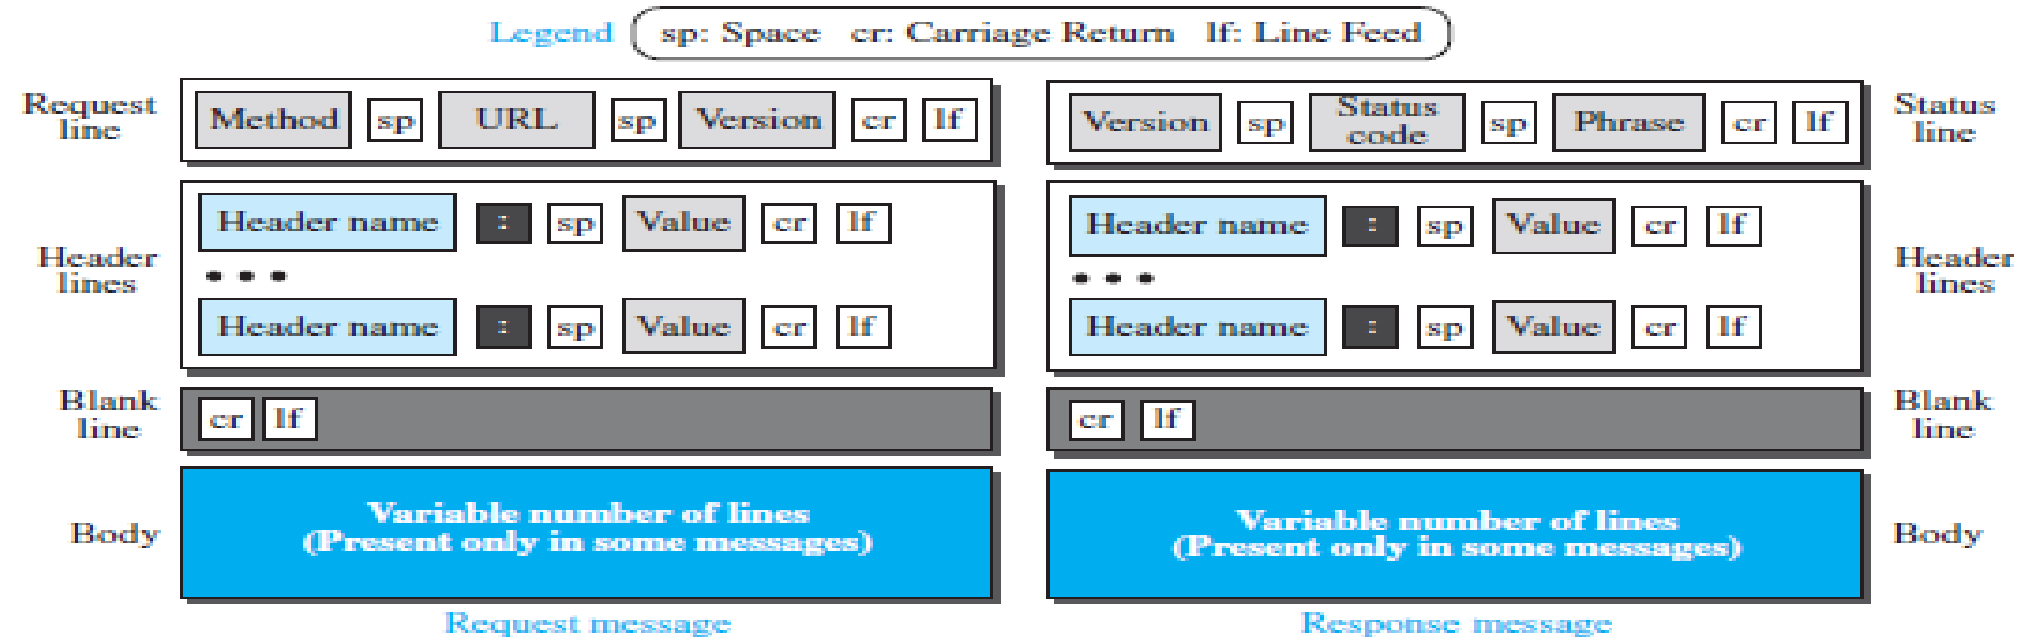 Legend sp: Space cr: Carriage Return lf: Line Feed
Request
line
Method sp URL sp Version cr lf
Header
lines
Header name : sp Value cr lf
• • •
Header name : sp Value cr lf
Blank
line
cr lf
Body
Variable number of lines
(Present only in some messages)
Request message
Version sp Status
code sp Phrase cr lf
Status
line
Header name : sp Value cr lf
• • •
Header name : sp Value cr lf
Header
lines
cr lf
Blank
line
Variable number of lines
(Present only in some messages)
Body
Response message